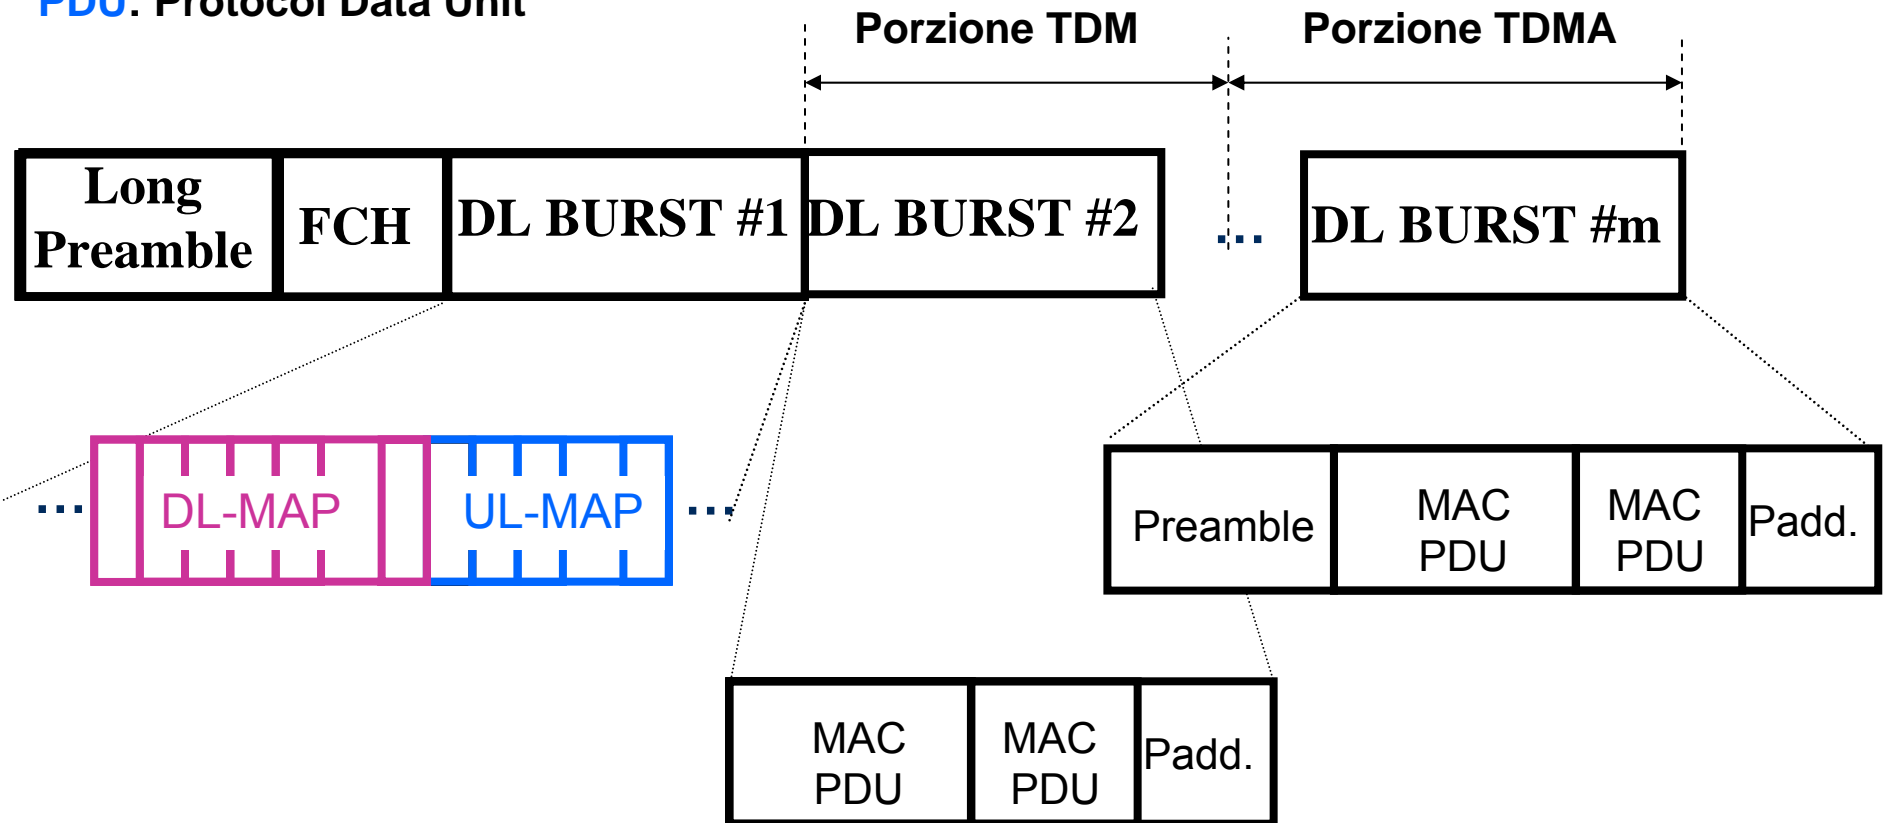 PDU: Protocol Data Unit
Porzione TDM
Porzione TDMA
Long
Preamble
FCH
DL BURST #1
DL BURST #2
...
DL BURST #m
...
DL-MAP
UL-MAP
...
Preamble
MAC
PDU
MAC
PDU
Padd.
MAC
PDU
MAC
PDU
Padd.